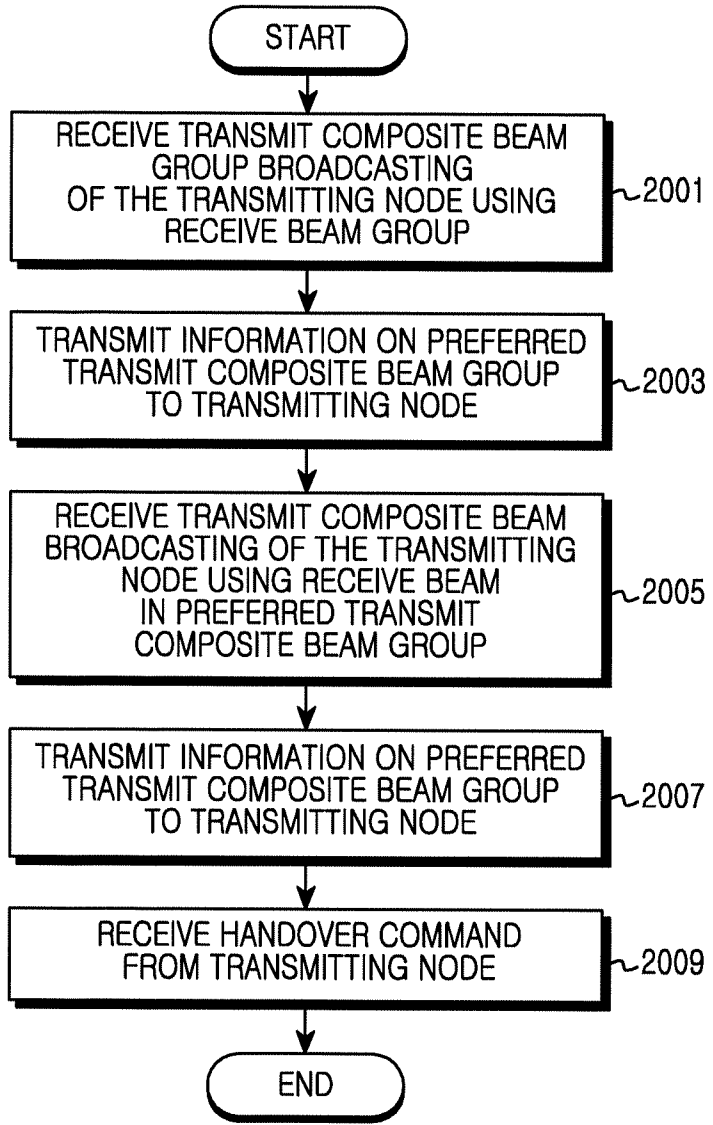 START
RECEIVE TRANSMIT COMPOSITE BEAM
GROUP BROADCASTING
OF THE TRANSMITTING NODE USING
RECEIVE BEAM GROUP
2001
TRANSMIT INFORMATION ON PREFERRED
TRANSMIT COMPOSITE BEAM GROUP
TO TRANSMITTING NODE
2003
RECEIVE TRANSMIT COMPOSITE BEAM
BROADCASTING OF THE TRANSMITTING
NODE USING RECEIVE BEAM
IN PREFERRED TRANSMIT
COMPOSITE BEAM GROUP
2005
TRANSMIT INFORMATION ON PREFERRED
TRANSMIT COMPOSITE BEAM GROUP
TO TRANSMITTING NODE
2007
RECEIVE HANDOVER COMMAND
FROM TRANSMITTING NODE
2009
END